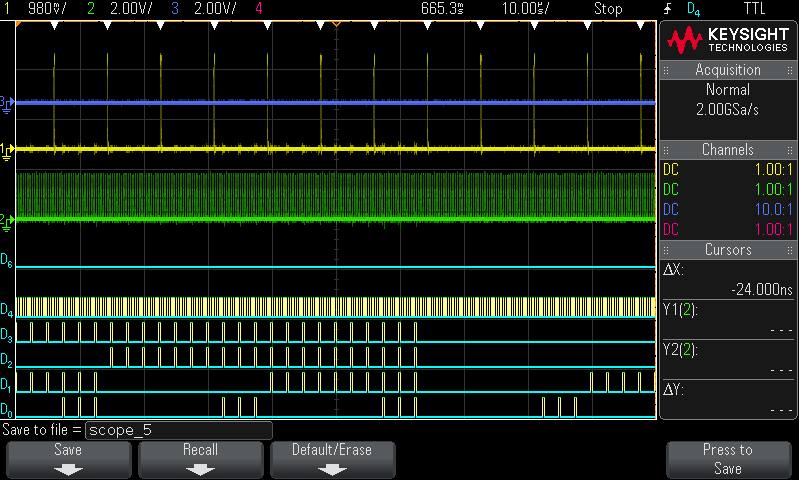 1 980mV/ 2 2.00V/ 3 2.00V/ 4 665.3ms 10.00ms/ Stop D4 TTL
KEYSIGHT
TECHNOLOGIES
Acquisition
Normal
2.00GSa/s
Channels
DC 1.00:1
DC 1.00:1
DC 10.0:1
DC 1.00:1
Cursors
ΔX:
-24.000ns
Y1(2):
- - -
Y2(2):
- - -
ΔY:
- - -
3
1
2
D6
D4
D3
D2
D1
D0
Save to file = scope_5
Save
Recall
Default/Erase
Press to
Save